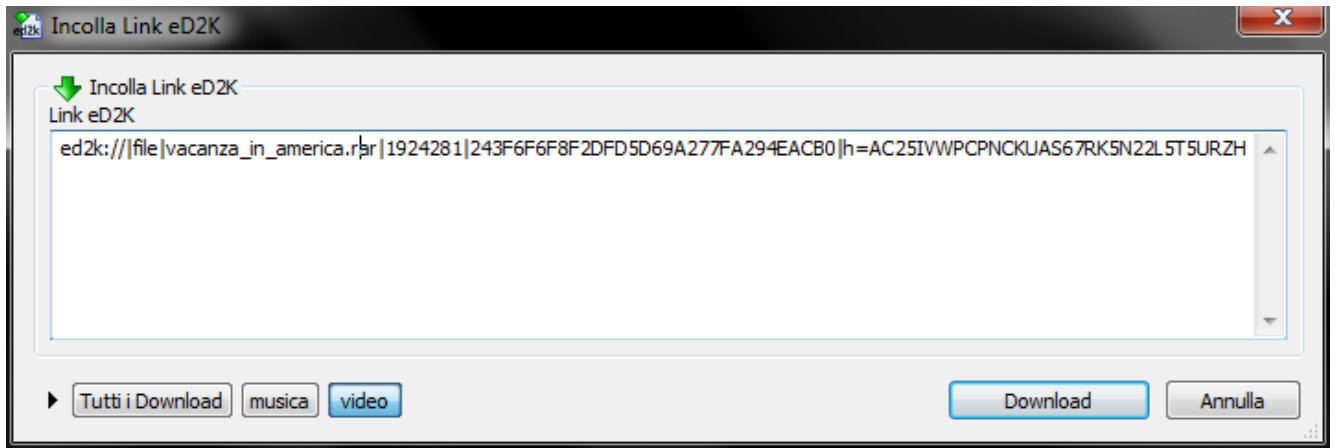 Incolla Link eD2K
Incolla Link eD2K
Link eD2K
ed2k://|file|vacanza_in_america.rar|1924281|243F6F6F8F2DFD5D69A277FA294EACB0|h=AC25IVWPCPNCKUAS67RK5N22L5T5URZH
Tutti i Download musica video Download Annulla